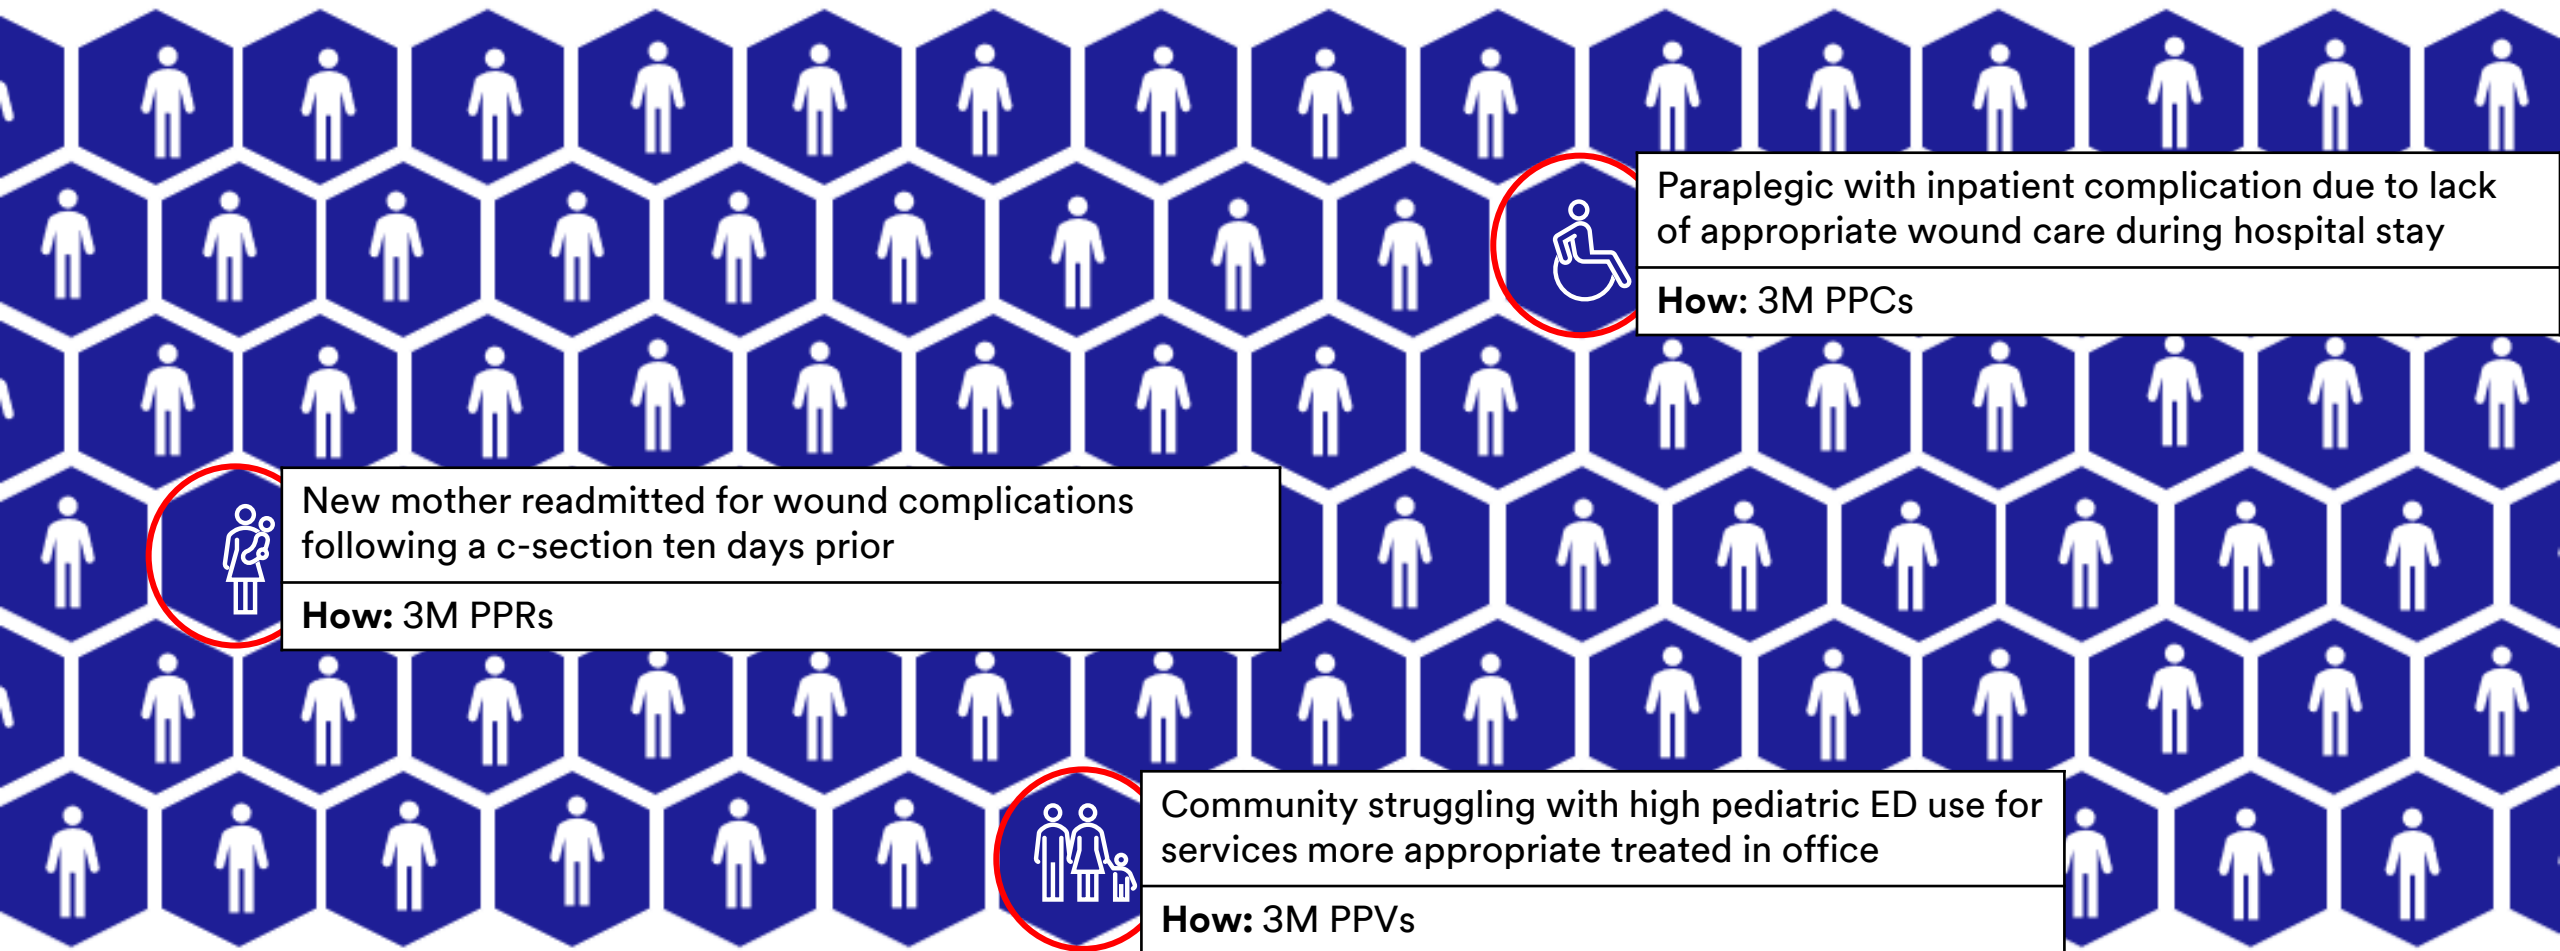 Paraplegic with inpatient complication due to lack
of appropriate wound care during hospital stay
How: 3M PPCs
New mother readmitted for wound complications
following a c-section ten days prior
How: 3M PPRs
Community struggling with high pediatric ED use for
services more appropriate treated in office
How: 3M PPVs